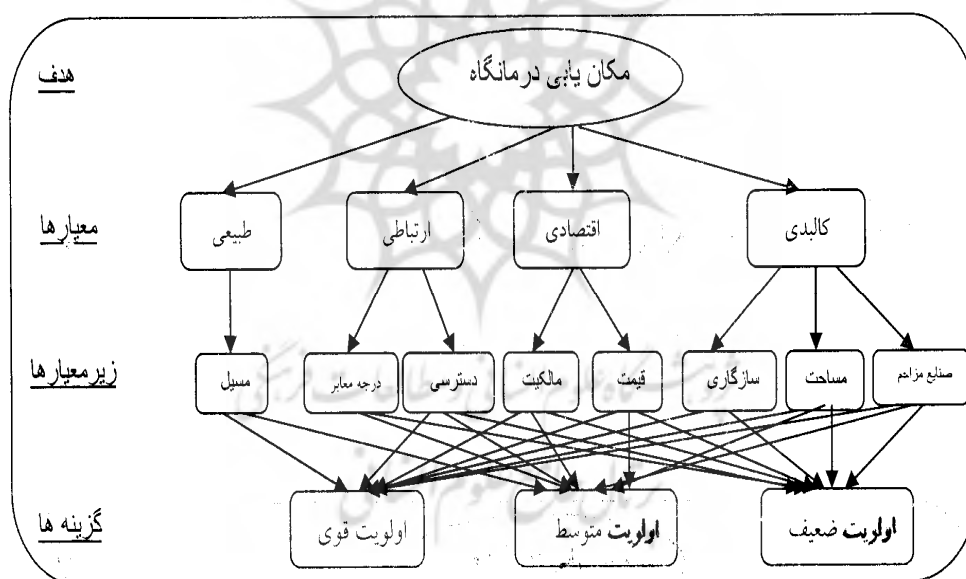 هدف
مکان یابی درمانگاه
معیارها
کالبدی
اقتصادی
ارتباطی
طبیعی
زیرمعیارها
صنایع مزاحم
مساحت
سازگاری
قیمت
مالکیت
دسترسی
درجه معابر
مسیل
گزینه ها
اولویت ضعیف
اولویت متوسط
اولویت قوی